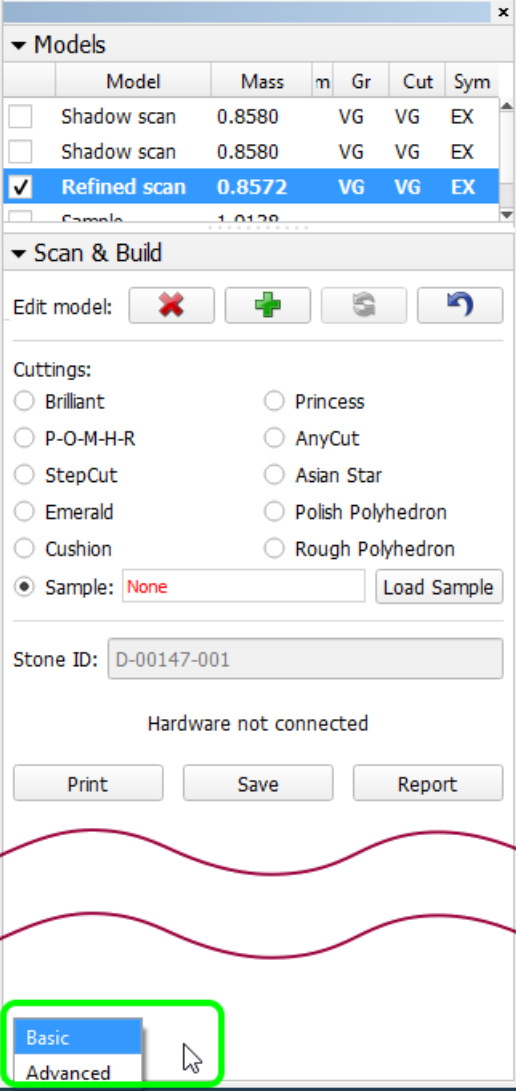 Models
Model Mass m Gr Cut Sym
Shadow scan 0.8580 VG VG EX
Shadow scan 0.8580 VG VG EX
Refined scan 0.8572 VG VG EX
Sample 1.0138
Scan & Build
Edit model:
Cuttings:
Brilliant Princess
P-O-M-H-R AnyCut
StepCut Asian Star
Emerald Polish Polyhedron
Cushion Rough Polyhedron
Sample: None Load Sample
Stone ID: D-00147-001
Hardware not connected
Print Save Report
Basic
Advanced